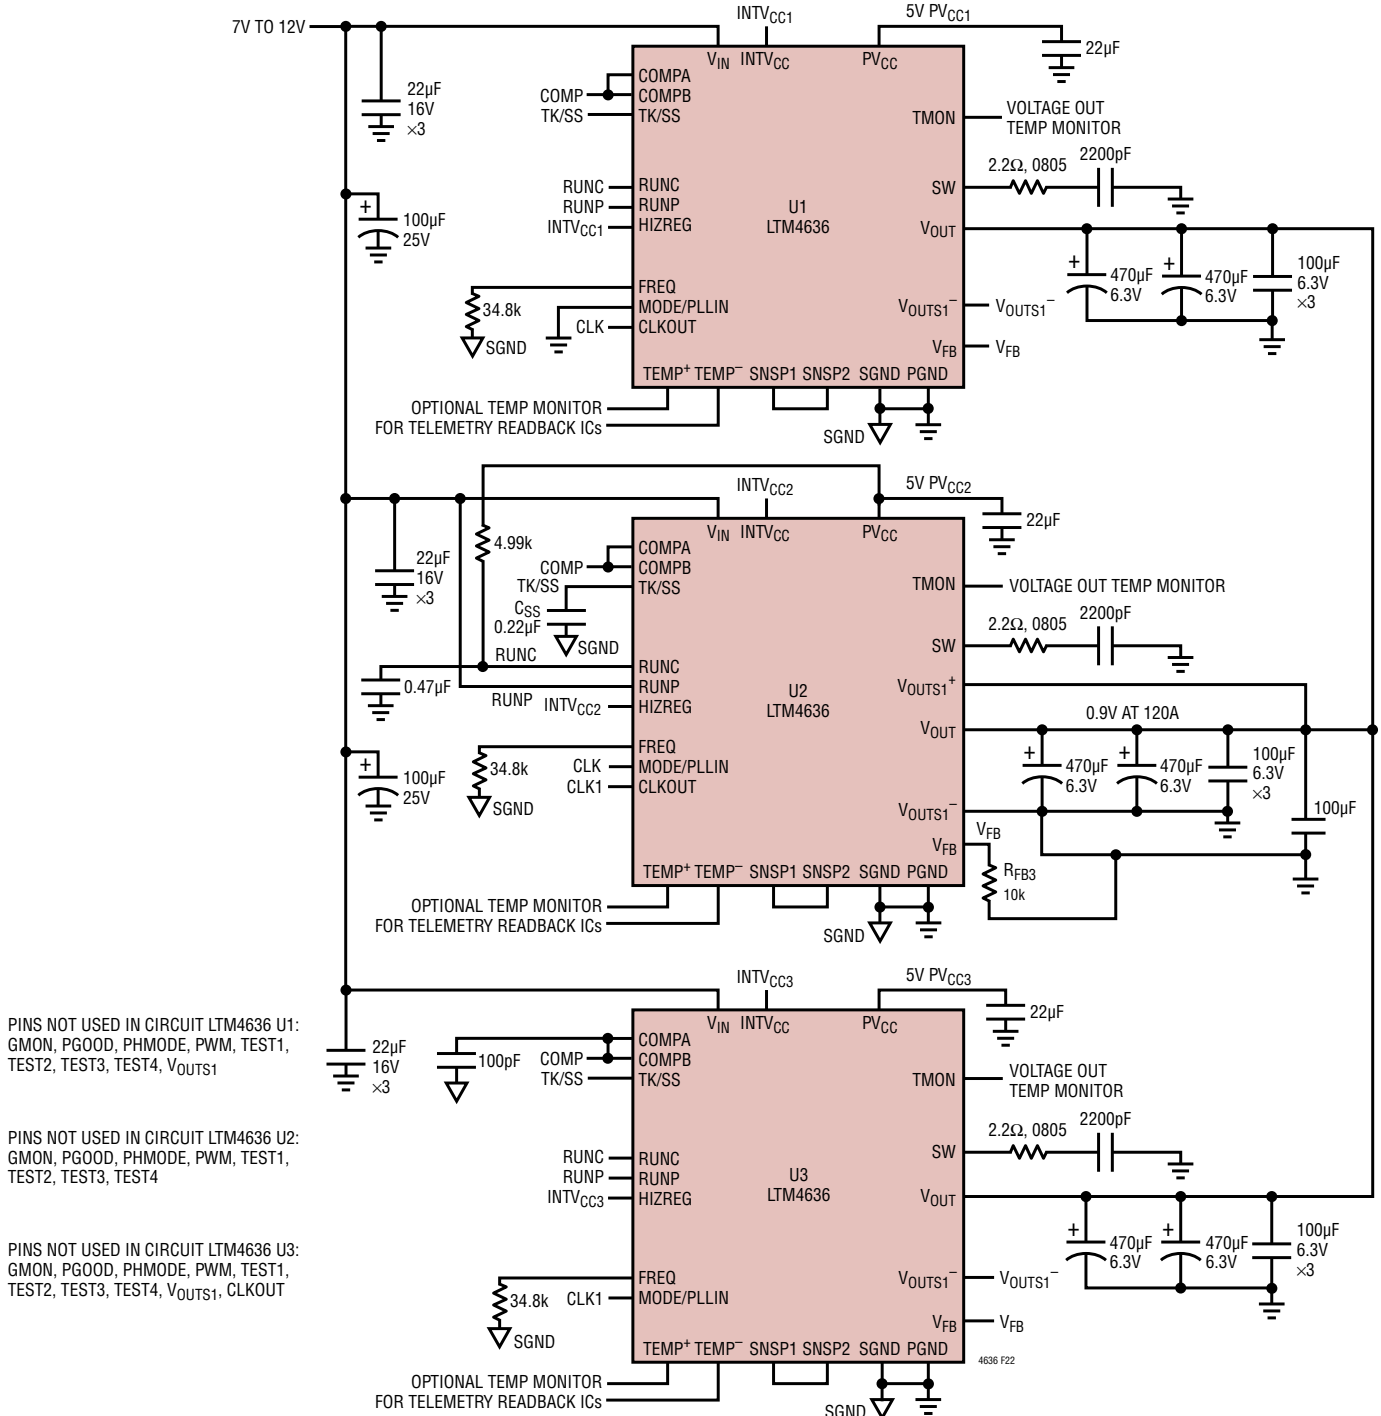 7V TO 12V
INTVCC1
5V PVCC1
22µF
VIN INTVCC PVCC
22µF
16V
×3
COMP
TK/SS
COMPA
COMPB
TK/SS
TMON
VOLTAGE OUT
TEMP MONITOR
2.2Ω, 0805
2200pF
SW
+
100µF
25V
RUNC
RUNP
INTVCC1
RUNC
RUNP
HIZREG
U1
LTM4636
VOUT
+
470µF
6.3V
+
470µF
6.3V
100µF
6.3V
×3
34.8k
SGND
CLK
FREQ
MODE/PLLIN
CLKOUT
VOUTS1–
VOUTS1–
VFB
VFB
TEMP+ TEMP– SNSP1 SNSP2 SGND PGND
OPTIONAL TEMP MONITOR
FOR TELEMETRY READBACK ICs
SGND
INTVCC2
5V PVCC2
22µF
VIN INTVCC PVCC
4.99k
22µF
16V
×3
COMP
TK/SS
CSS
0.22µF
SGND
COMPA
COMPB
TK/SS
TMON
VOLTAGE OUT TEMP MONITOR
2.2Ω, 0805
2200pF
SW
RUNC
0.47µF
RUNP
INTVCC2
RUNC
RUNP
HIZREG
U2
LTM4636
VOUTS1+
VOUT
0.9V AT 120A
+
470µF
6.3V
+
470µF
6.3V
100µF
6.3V
×3
100µF
+
100µF
25V
34.8k
SGND
CLK
CLK1
FREQ
MODE/PLLIN
CLKOUT
VOUTS1–
VFB
VFB
RFB3
10k
TEMP+ TEMP– SNSP1 SNSP2 SGND PGND
OPTIONAL TEMP MONITOR
FOR TELEMETRY READBACK ICs
SGND
INTVCC3
5V PVCC3
22µF
VIN INTVCC PVCC
22µF
16V
×3
100pF
COMP
TK/SS
COMPA
COMPB
TK/SS
TMON
VOLTAGE OUT
TEMP MONITOR
2.2Ω, 0805
2200pF
SW
RUNC
RUNP
INTVCC3
RUNC
RUNP
HIZREG
U3
LTM4636
VOUT
+
470µF
6.3V
+
470µF
6.3V
100µF
6.3V
×3
34.8k
SGND
CLK1
FREQ
MODE/PLLIN
VOUTS1–
VOUTS1–
VFB
VFB
TEMP+ TEMP– SNSP1 SNSP2 SGND PGND
4636 F22
OPTIONAL TEMP MONITOR
FOR TELEMETRY READBACK ICs
SGND
PINS NOT USED IN CIRCUIT LTM4636 U1:
GMON, PGOOD, PHMODE, PWM, TEST1,
TEST2, TEST3, TEST4, VOUTS1
PINS NOT USED IN CIRCUIT LTM4636 U2:
GMON, PGOOD, PHMODE, PWM, TEST1,
TEST2, TEST3, TEST4
PINS NOT USED IN CIRCUIT LTM4636 U3:
GMON, PGOOD, PHMODE, PWM, TEST1,
TEST2, TEST3, TEST4, VOUTS1, CLKOUT